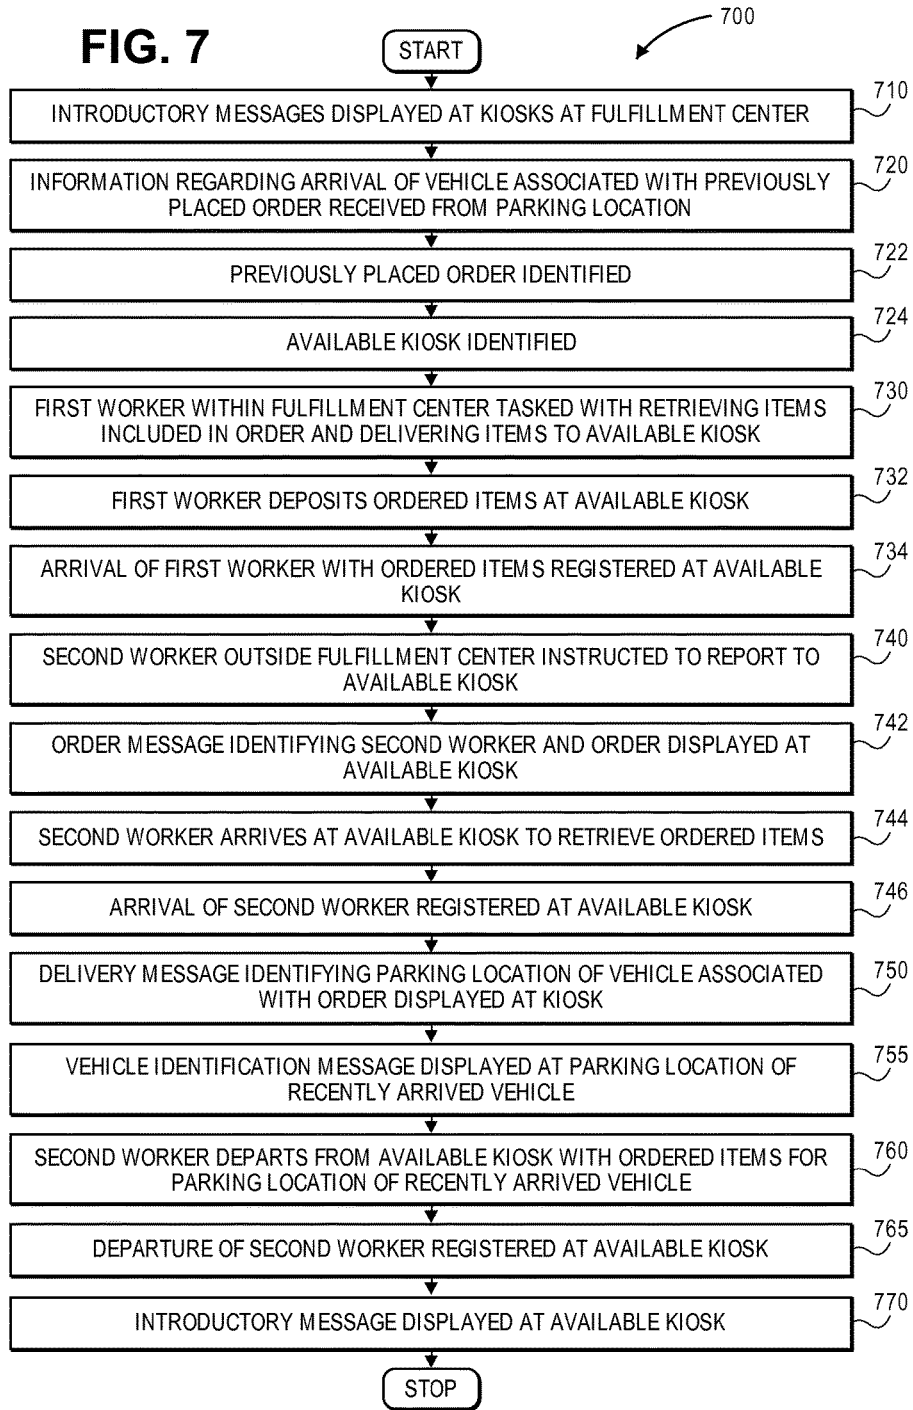 FIG. 7
700
START
INTRODUCTORY MESSAGES DISPLAYED AT KIOSKS AT FULFILLMENT CENTER
710
INFORMATION REGARDING ARRIVAL OF VEHICLE ASSOCIATED WITH PREVIOUSLY
PLACED ORDER RECEIVED FROM PARKING LOCATION
720
PREVIOUSLY PLACED ORDER IDENTIFIED
722
AVAILABLE KIOSK IDENTIFIED
724
FIRST WORKER WITHIN FULFILLMENT CENTER TASKED WITH RETRIEVING ITEMS
INCLUDED IN ORDER AND DELIVERING ITEMS TO AVAILABLE KIOSK
730
FIRST WORKER DEPOSITS ORDERED ITEMS AT AVAILABLE KIOSK
732
ARRIVAL OF FIRST WORKER WITH ORDERED ITEMS REGISTERED AT AVAILABLE
KIOSK
734
SECOND WORKER OUTSIDE FULFILLMENT CENTER INSTRUCTED TO REPORT TO
AVAILABLE KIOSK
740
ORDER MESSAGE IDENTIFYING SECOND WORKER AND ORDER DISPLAYED AT
AVAILABLE KIOSK
742
SECOND WORKER ARRIVES AT AVAILABLE KIOSK TO RETRIEVE ORDERED ITEMS
744
ARRIVAL OF SECOND WORKER REGISTERED AT AVAILABLE KIOSK
746
DELIVERY MESSAGE IDENTIFYING PARKING LOCATION OF VEHICLE ASSOCIATED
WITH ORDER DISPLAYED AT KIOSK
750
VEHICLE IDENTIFICATION MESSAGE DISPLAYED AT PARKING LOCATION OF
RECENTLY ARRIVED VEHICLE
755
SECOND WORKER DEPARTS FROM AVAILABLE KIOSK WITH ORDERED ITEMS FOR
PARKING LOCATION OF RECENTLY ARRIVED VEHICLE
760
DEPARTURE OF SECOND WORKER REGISTERED AT AVAILABLE KIOSK
765
INTRODUCTORY MESSAGE DISPLAYED AT AVAILABLE KIOSK
770
STOP